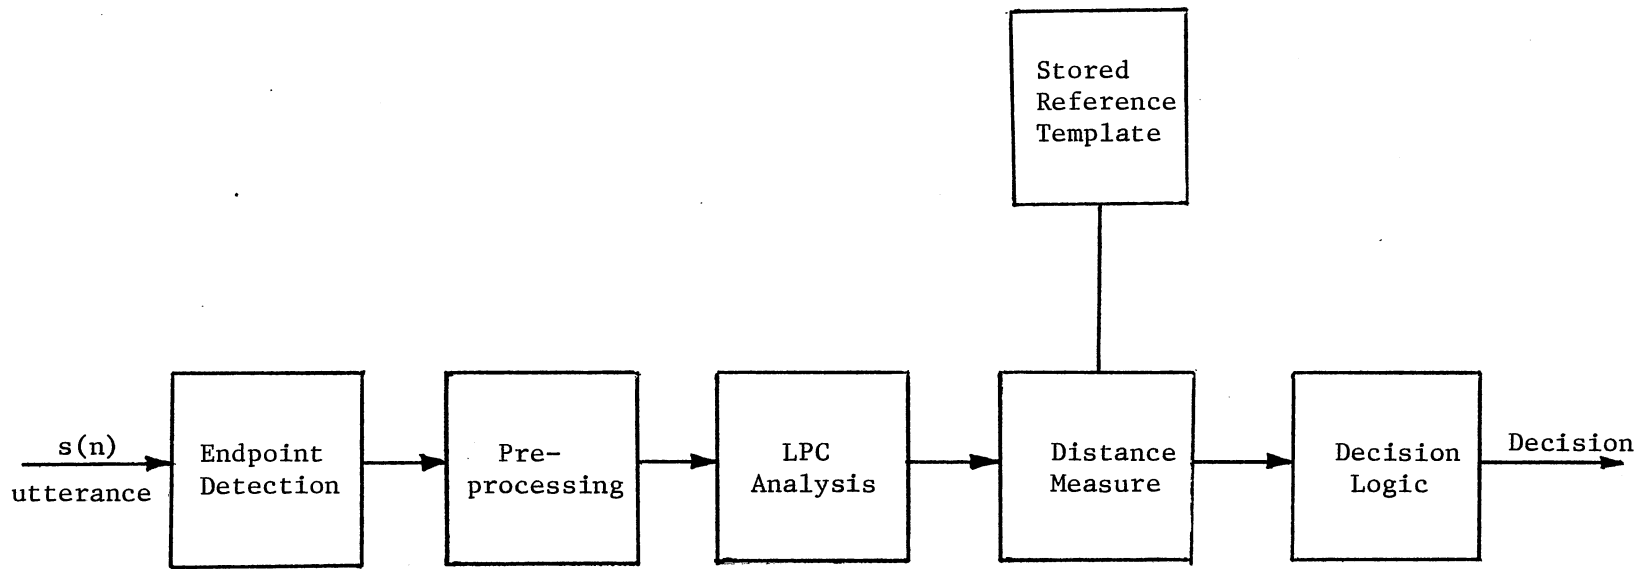 Stored
Reference
Template
s(n)
utterance
Endpoint
Detection
Pre-
processing
LPC
Analysis
Distance
Measure
Decision
Logic
Decision